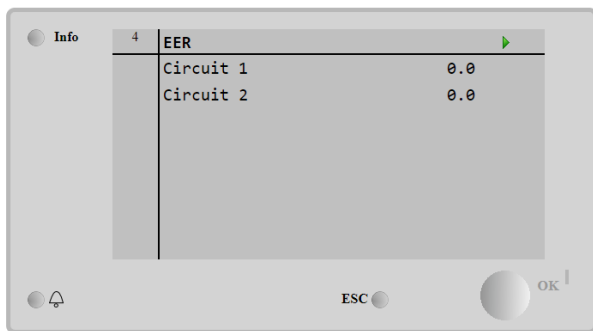 Info
4 EER
Circuit 1 0.0
Circuit 2 0.0
ESC
OK